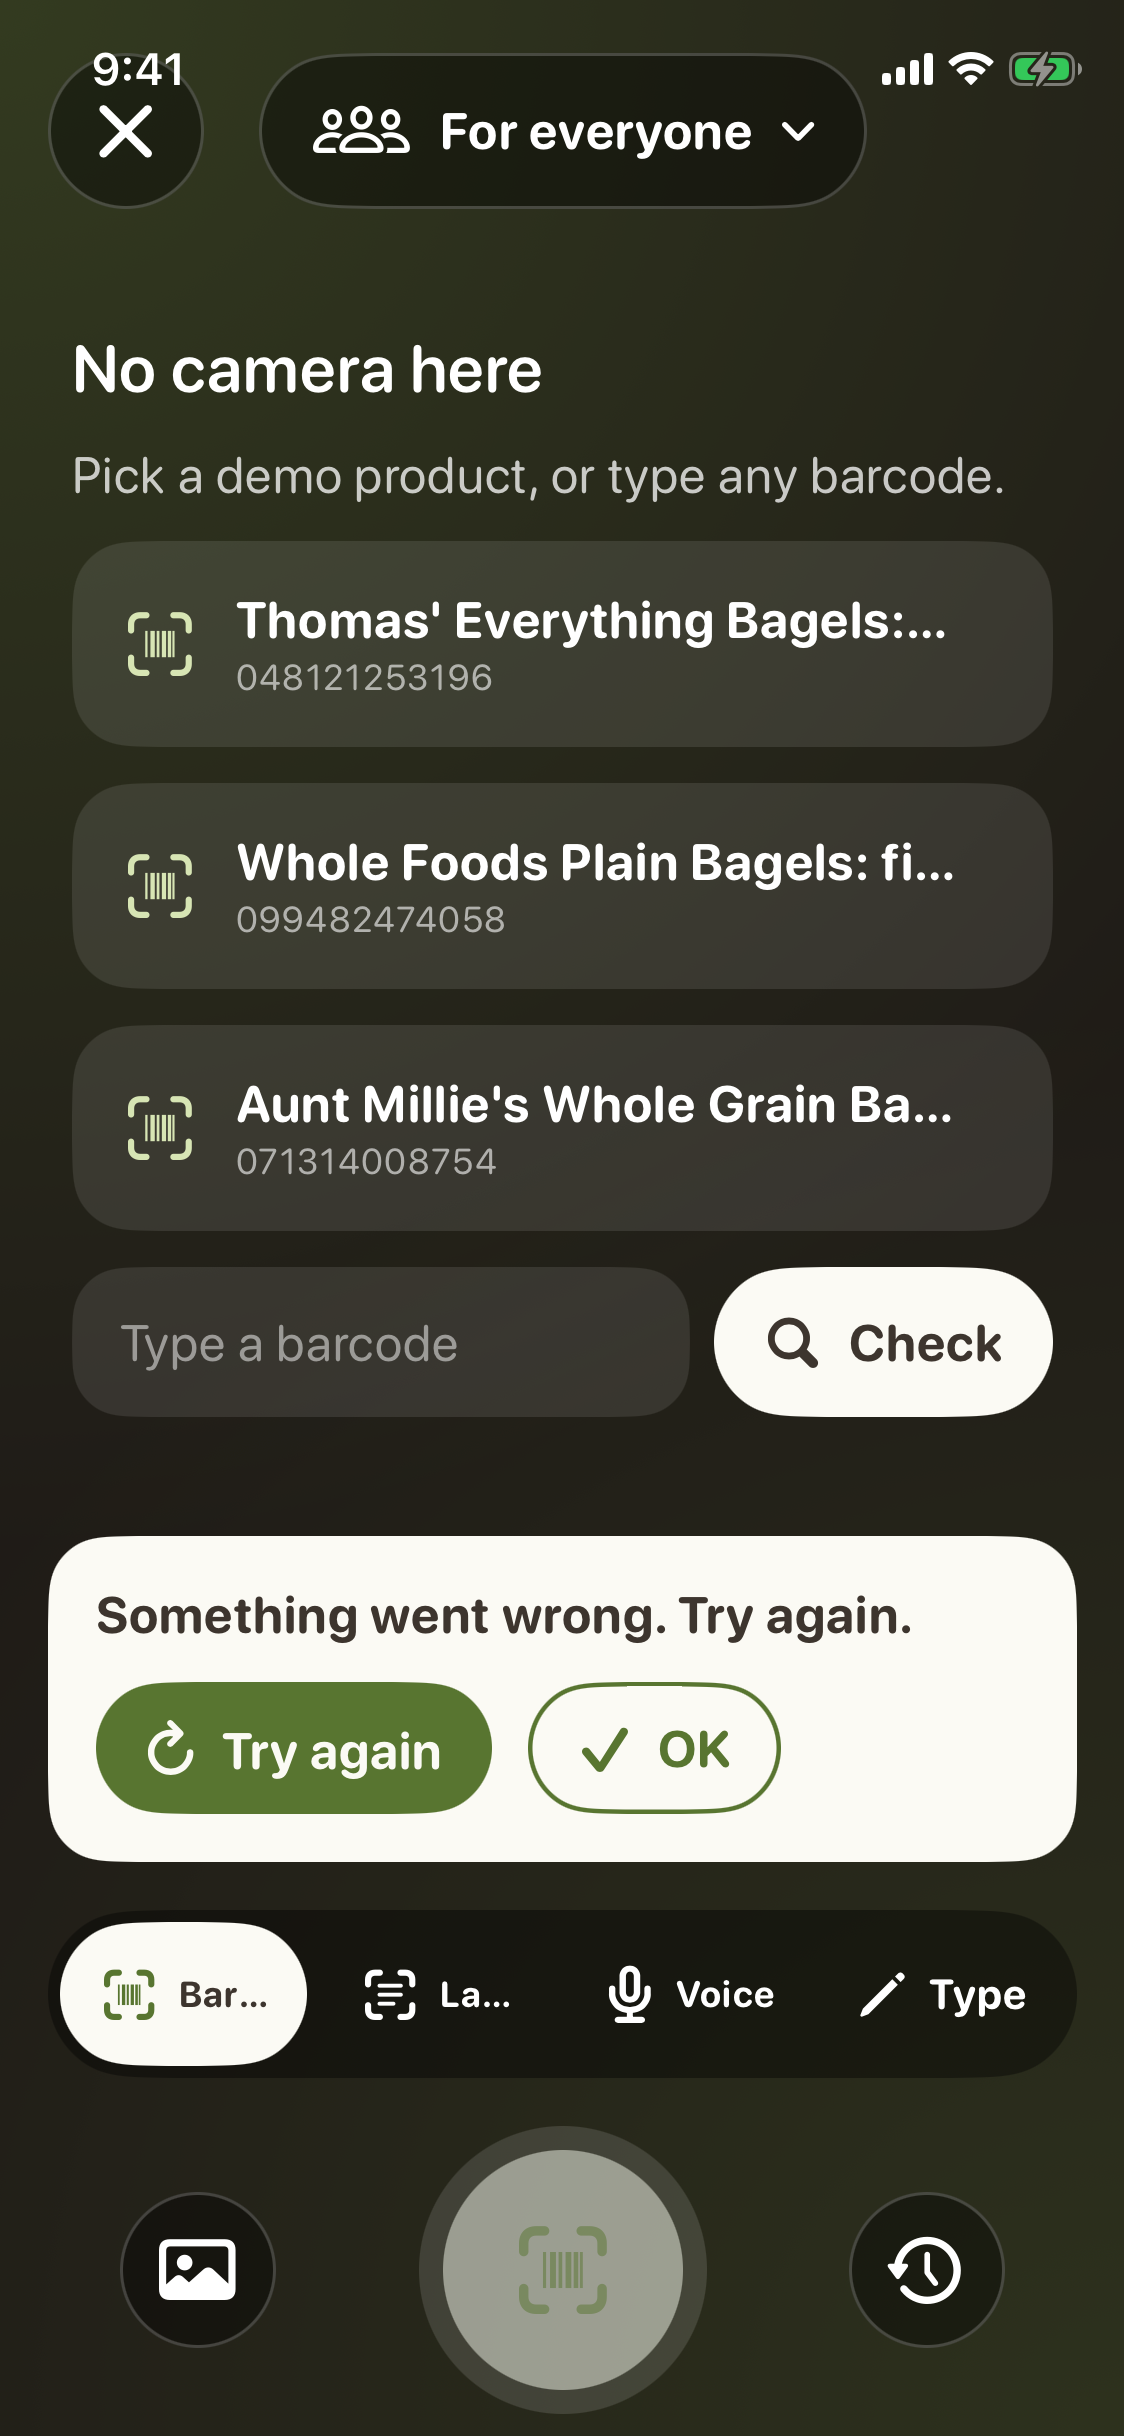 9:41
For everyone
No camera here
Pick a demo product, or type any barcode.
Thomas' Everything Bagels:...
048121253196
Whole Foods Plain Bagels: fi...
099482474058
Aunt Millie's Whole Grain Ba...
071314008754
Type a barcode
Check
Something went wrong. Try again.
Try again
OK
Bar...
La...
Voice
Type